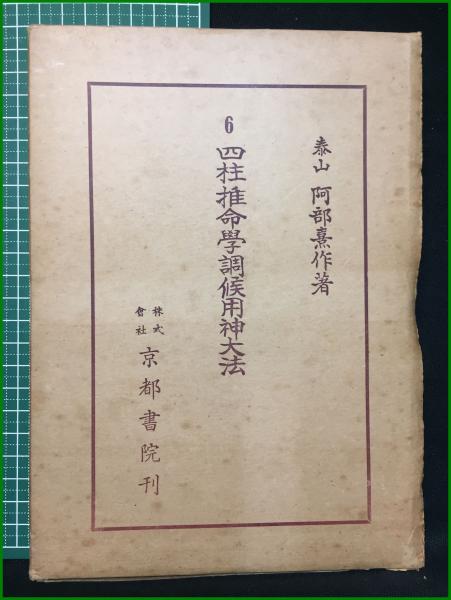 泰山 阿部熹作著
6 四柱推命學調候用神大法
株式會社 京都書院刊